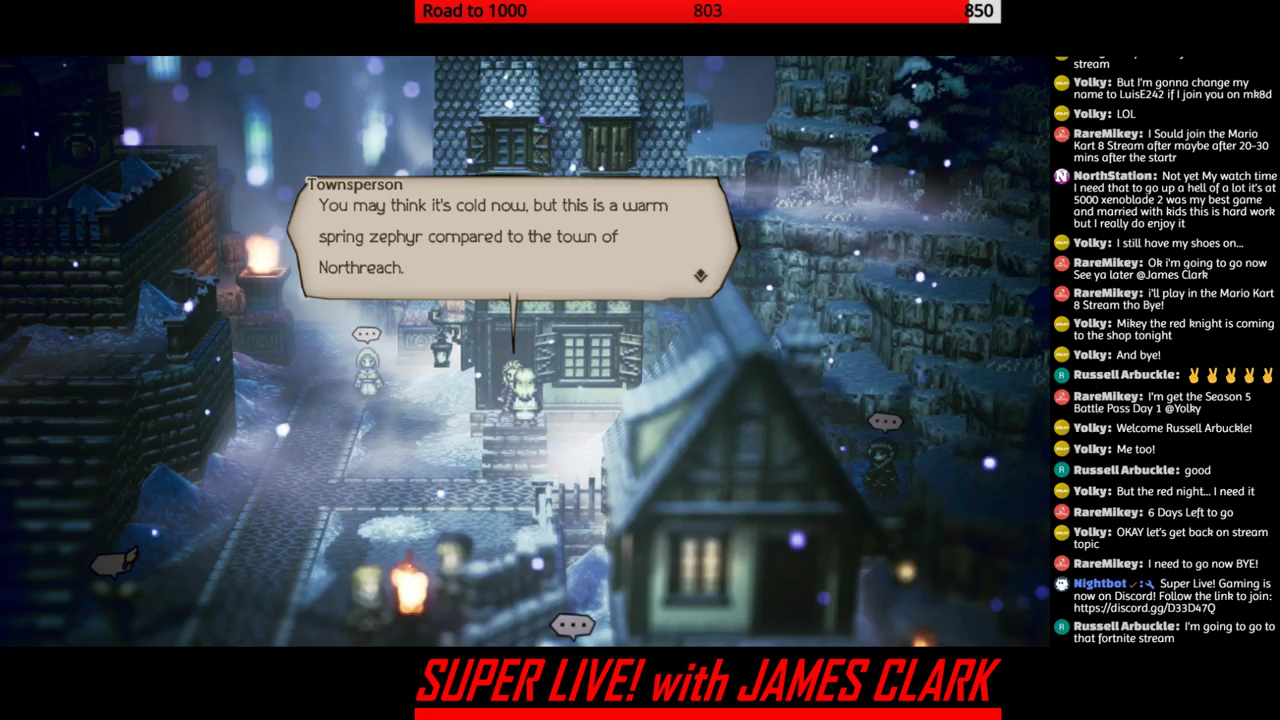 Road to 1000 803 850
Townsperson
You may think it's cold now, but this is a warm
spring zephyr compared to the town of
Northreach.
stream
Yolky: But I'm gonna change my
name to LuisE242 if I join you on mk8d
Yolky: LOL
RareMikey: I Sould join the Mario
Kart 8 Stream after maybe after 20-30
mins after the startr
NorthStation: Not yet My watch time
I need that to go up a hell of a lot it's at
5000 xenoblade 2 was my best game
and married with kids this is hard work
but I really do enjoy it
Yolky: I still have my shoes on...
RareMikey: Ok i'm going to go now
See ya later @James Clark
RareMikey: i'll play in the Mario Kart
8 Stream tho Bye!
Yolky: Mikey the red knight is coming
to the shop tonight
Yolky: And bye!
Russell Arbuckle: ✌✌✌✌✌
RareMikey: I'm get the Season 5
Battle Pass Day 1 @Yolky
Yolky: Welcome Russell Arbuckle!
Yolky: Me too!
R Russell Arbuckle: good
Yolky: But the red night... I need it
RareMikey: 6 Days Left to go
Yolky: OKAY let's get back on stream
topic
RareMikey: I need to go now BYE!
Nightbot: Super Live! Gaming is
now on Discord! Follow the link to join:
https://discord.gg/D33D47Q
Russell Arbuckle: I'm going to go to
that fortnite stream
SUPER LIVE! with JAMES CLARK